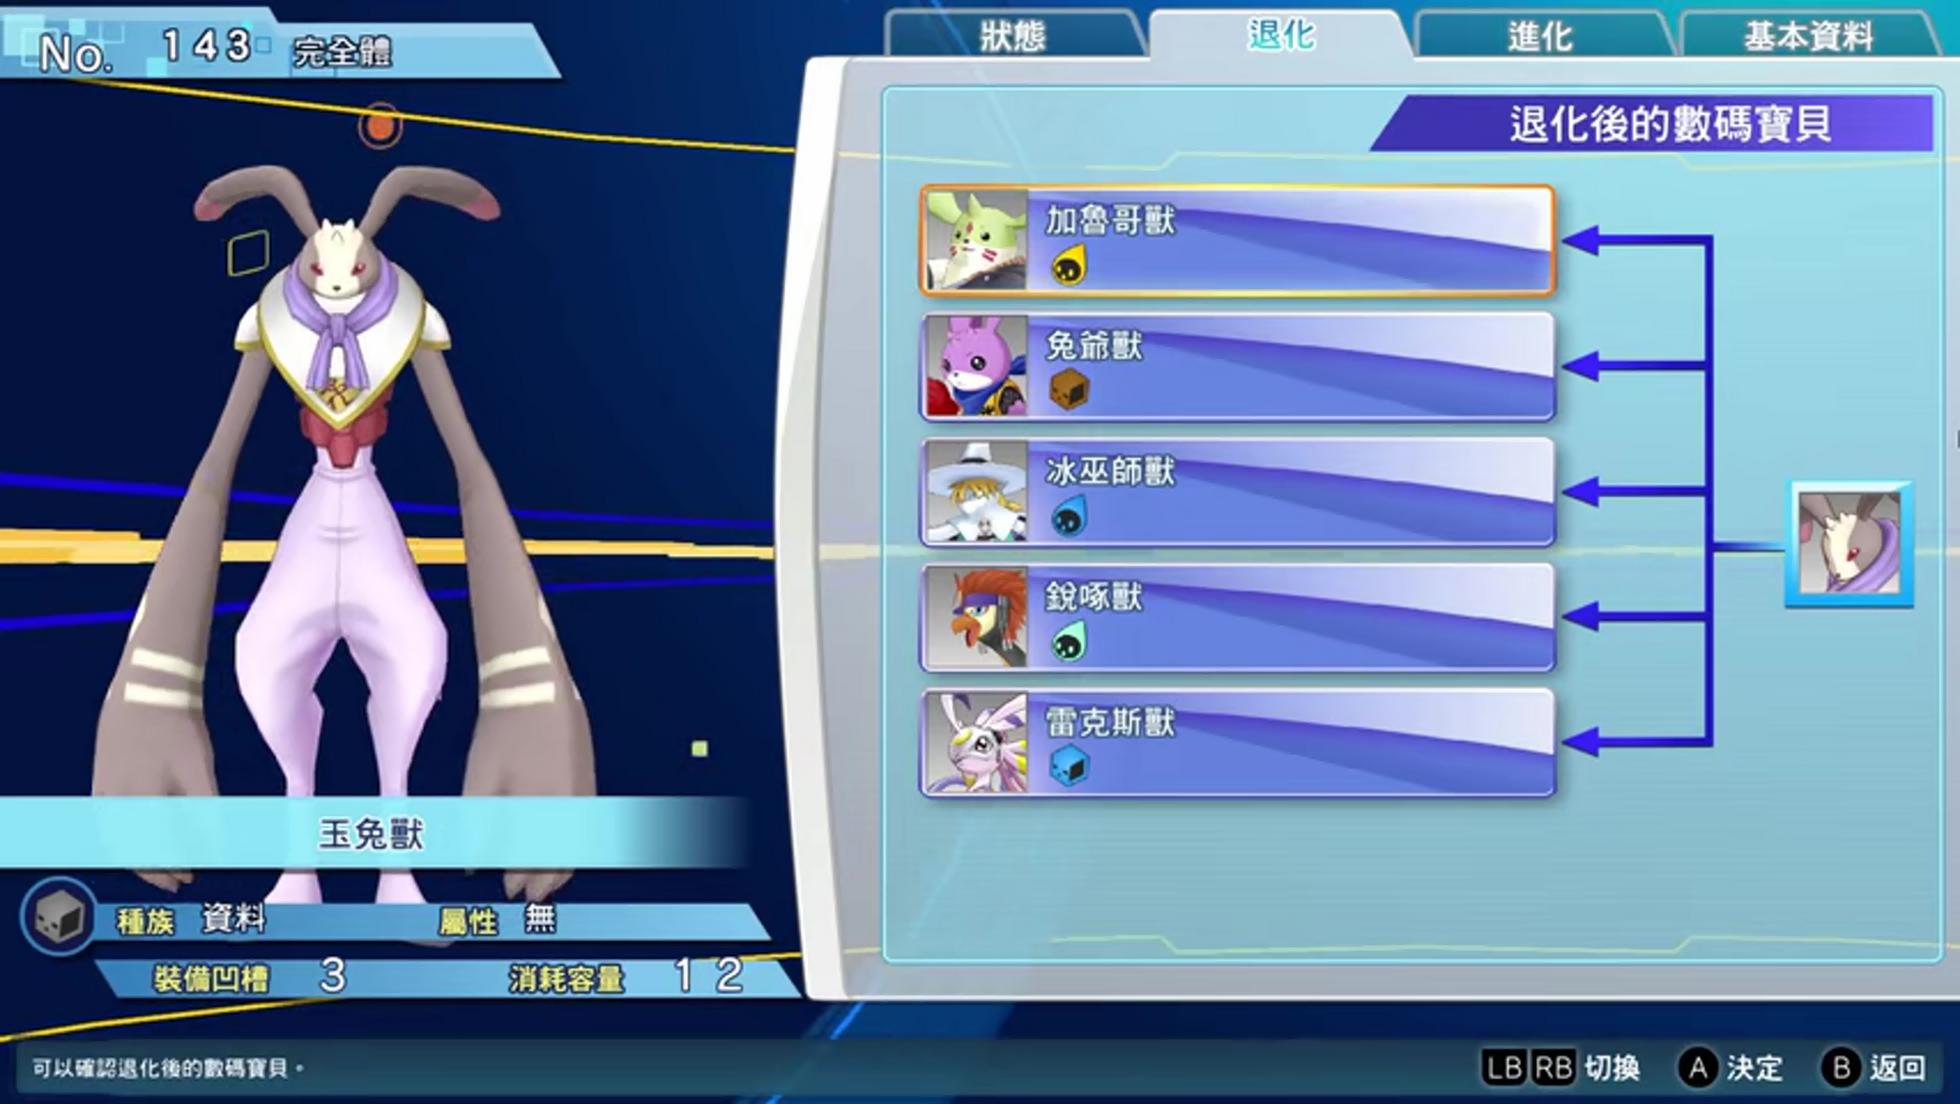 No. 143 完全體
狀態 退化 進化 基本資料
退化後的數碼寶貝
加魯哥獸
兔爺獸
冰巫師獸
銳啄獸
雷克斯獸
玉兔獸
種族 資料 屬性 無
裝備凹槽 3 消耗容量 12
可以確認退化後的數碼寶貝。
LB RB 切換 A 決定 B 返回